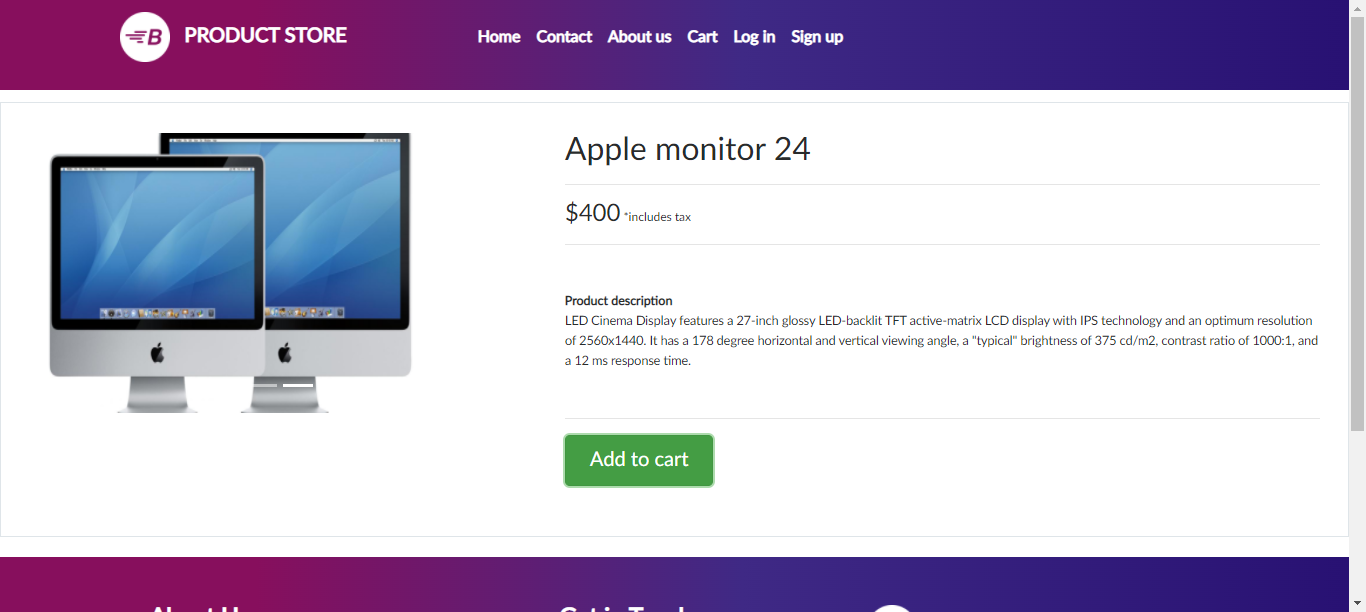 B PRODUCT STORE
Home Contact About us Cart Log in Sign up
Apple monitor 24
$400 *includes tax
Product description
LED Cinema Display features a 27-inch glossy LED-backlit TFT active-matrix LCD display with IPS technology and an optimum resolution
of 2560x1440. It has a 178 degree horizontal and vertical viewing angle, a "typical" brightness of 375 cd/m2, contrast ratio of 1000:1, and
a 12 ms response time.
Add to cart